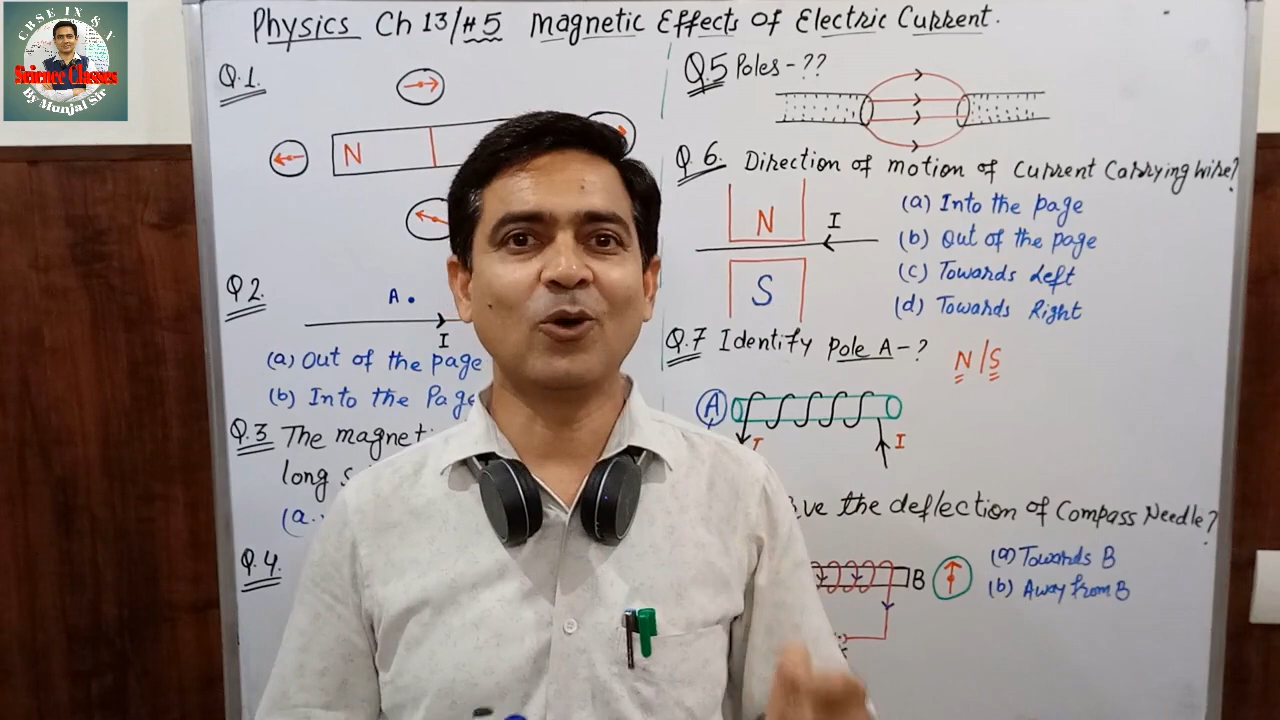 CBSE IX & X
Science Classes
By Munjal Sir
Physics Ch 13/#5 Magnetic Effects of Electric Current.
Q.1
N
Q 2.
A.
I
(a) Out of the page
(b) Into the Page
Q.3 The
long
(a
Q.4.
Q.5 Poles - ??
Q.6. Direction of motion of Current Carrying Wire?
N
I
S
(a) Into the page
(b) Out of the page
(c) Towards Left
(d) Towards Right
Q.7 Identify Pole A - ? N/S
A
I
I
the deflection of Compass Needle?
B
(a) Towards B
(b) Away from B